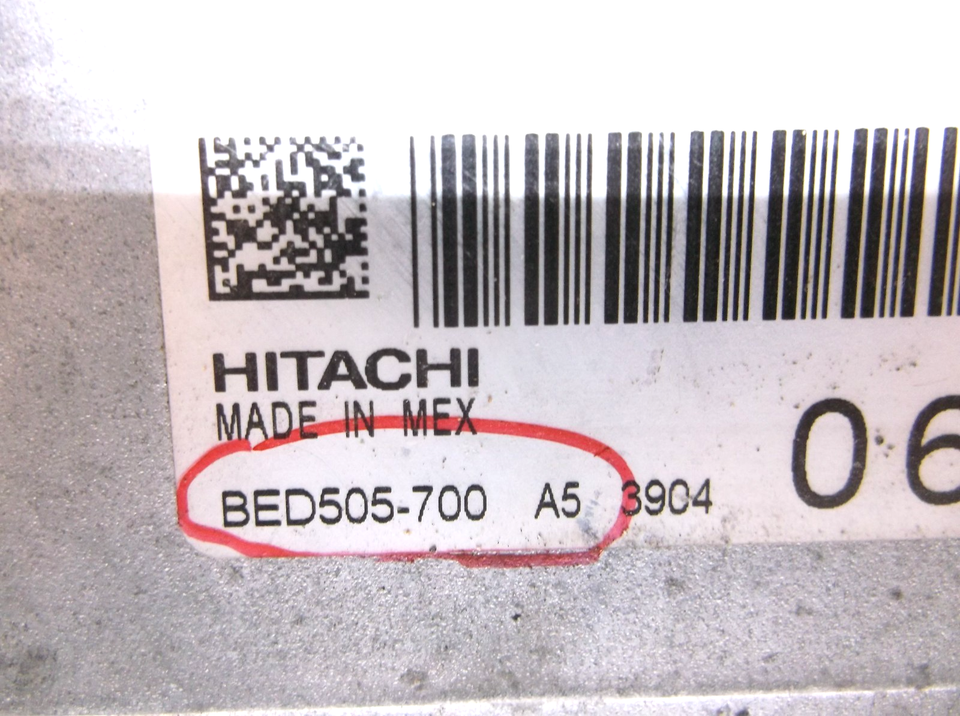 HITACHI
MADE IN MEX
BED505-700 A5 3904
06